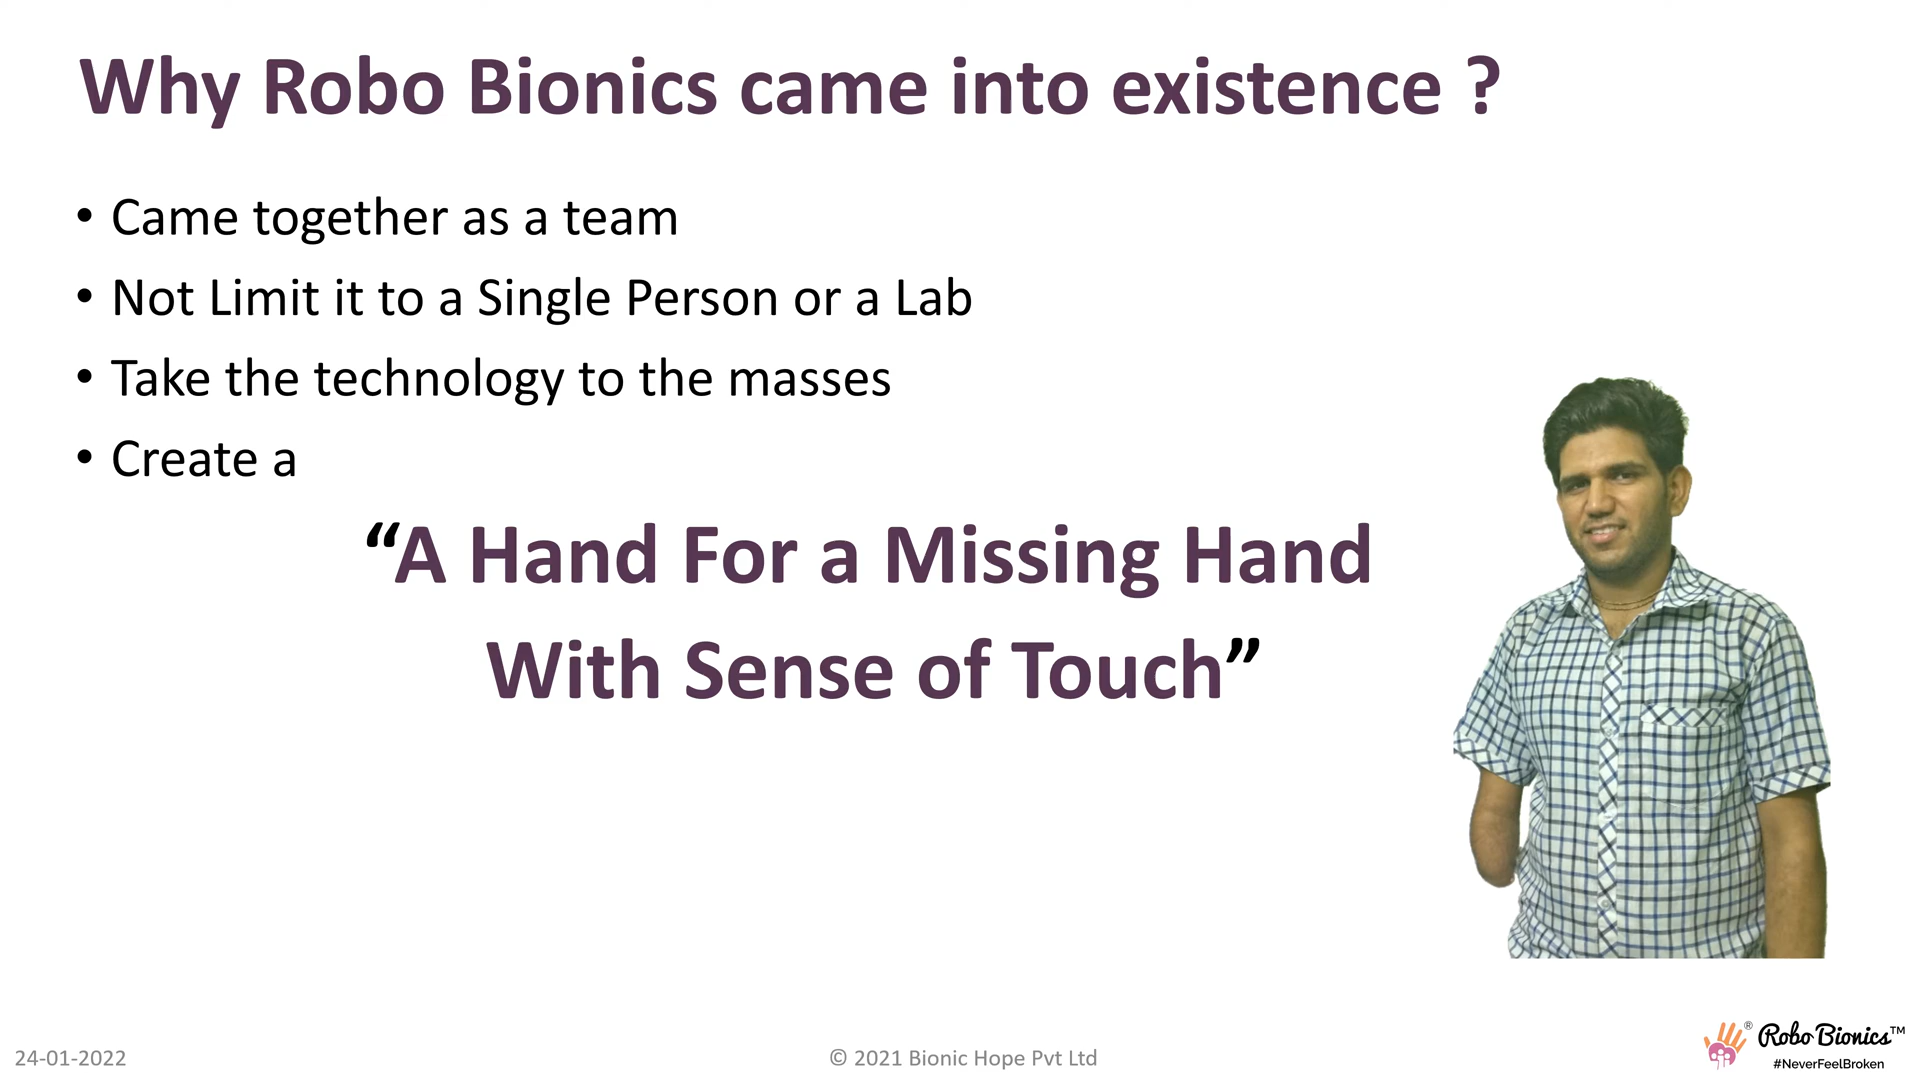 Why Robo Bionics came into existence ?
• Came together as a team
• Not Limit it to a Single Person or a Lab
• Take the technology to the masses
• Create a
“A Hand For a Missing Hand
With Sense of Touch”
24-01-2022
© 2021 Bionic Hope Pvt Ltd
® Robo Bionics™
#NeverFeelBroken